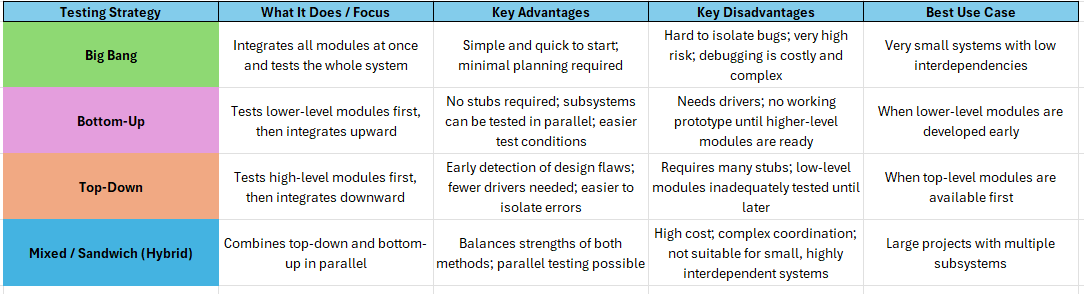 Testing Strategy
What It Does / Focus
Key Advantages
Key Disadvantages
Best Use Case
Big Bang
Integrates all modules at once
and tests the whole system
Simple and quick to start;
minimal planning required
Hard to isolate bugs; very high
risk; debugging is costly and
complex
Very small systems with low
interdependencies
Bottom-Up
Tests lower-level modules first,
then integrates upward
No stubs required; subsystems
can be tested in parallel; easier
test conditions
Needs drivers; no working
prototype until higher-level
modules are ready
When lower-level modules are
developed early
Top-Down
Tests high-level modules first,
then integrates downward
Early detection of design flaws;
fewer drivers needed; easier to
isolate errors
Requires many stubs; low-level
modules inadequately tested until
later
When top-level modules are
available first
Mixed / Sandwich (Hybrid)
Combines top-down and bottom-
up in parallel
Balances strengths of both
methods; parallel testing possible
High cost; complex coordination;
not suitable for small, highly
interdependent systems
Large projects with multiple
subsystems